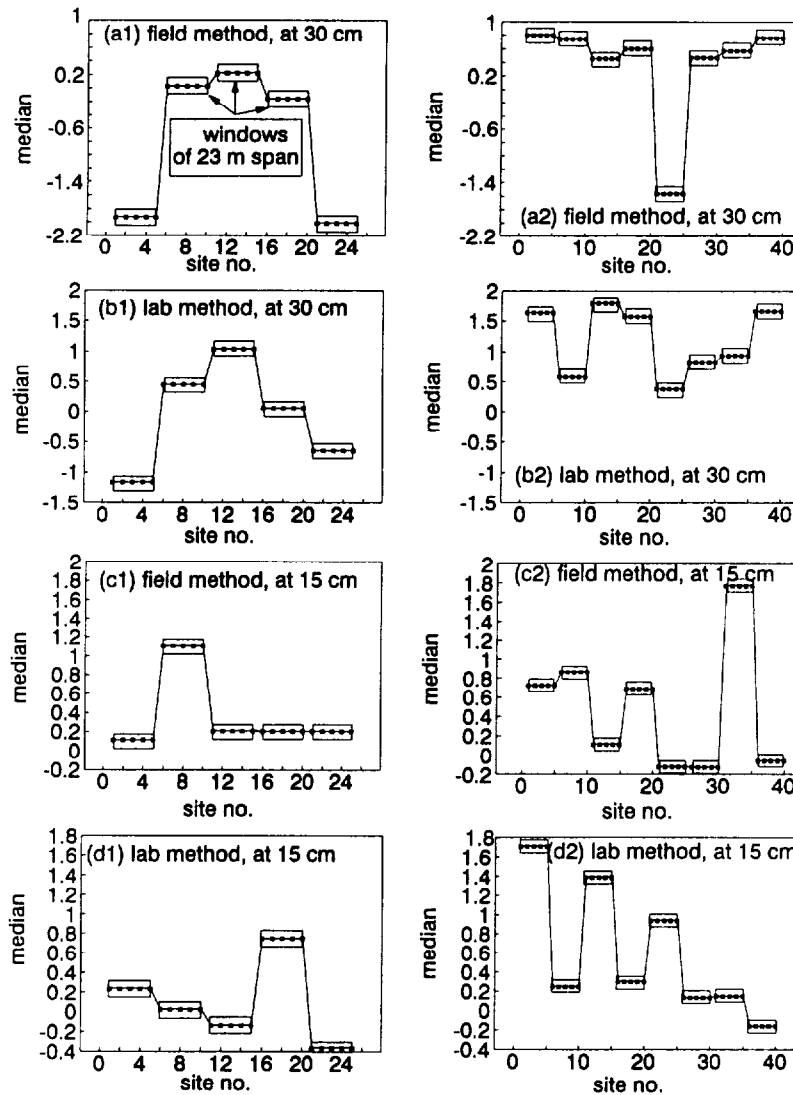 (a1) field method, at 30 cm
windows
of 23 m span
median
1
0.2
-0.6
-1.4
-2.2
0 4 8 12 16 20 24
site no.
(a2) field method, at 30 cm
median
1
0.2
-0.6
-1.4
-2.2
0 10 20 30 40
site no.
(b1) lab method, at 30 cm
median
2
1.5
1
0.5
0
-0.5
-1
-1.5
0 4 8 12 16 20 24
site no.
(b2) lab method, at 30 cm
median
2
1.5
1
0.5
0
-0.5
-1
-1.5
0 10 20 30 40
site no.
(c1) field method, at 15 cm
median
2
1.8
1.6
1.4
1.2
1
0.8
0.6
0.4
0.2
0
-0.2
0 4 8 12 16 20 24
site no.
(c2) field method, at 15 cm
median
2
1.8
1.6
1.4
1.2
1
0.8
0.6
0.4
0.2
0
-0.2
0 10 20 30 40
site no.
(d1) lab method, at 15 cm
median
1.8
1.6
1.4
1.2
1
0.8
0.6
0.4
0.2
0
-0.2
-0.4
0 4 8 12 16 20 24
site no.
(d2) lab method, at 15 cm
median
1.8
1.6
1.4
1.2
1
0.8
0.6
0.4
0.2
0
-0.2
-0.4
0 10 20 30 40
site no.